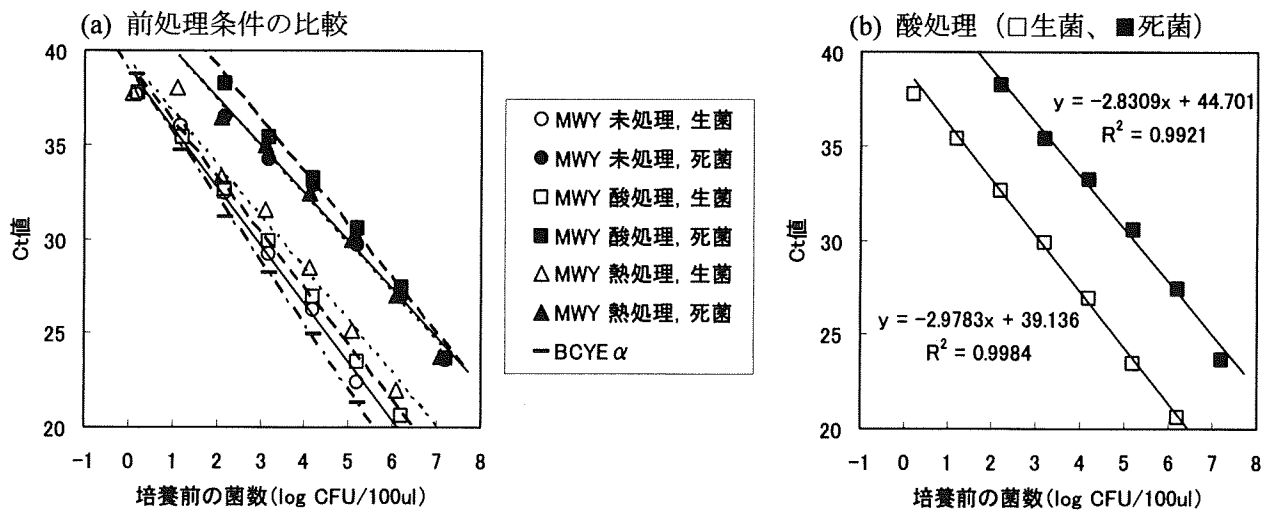 (a) 前処理条件の比較
40
35
30
25
20
Ct値
-1 0 1 2 3 4 5 6 7 8
培養前の菌数(log CFU/100ul)
○ MWY 未処理, 生菌
● MWY 未処理, 死菌
□ MWY 酸処理, 生菌
■ MWY 酸処理, 死菌
△ MWY 熱処理, 生菌
▲ MWY 熱処理, 死菌
− BCYE α
(b) 酸処理（□生菌、■死菌）
40
35
30
25
20
Ct値
y = −2.8309x + 44.701
R² = 0.9921
y = −2.9783x + 39.136
R² = 0.9984
-1 0 1 2 3 4 5 6 7 8
培養前の菌数(log CFU/100ul)